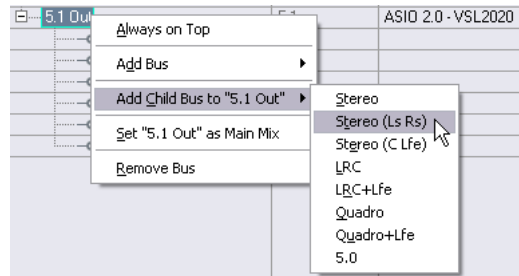 5.1 Out
ASIO 2.0 - VSL2020
Always on Top
Add Bus
Add Child Bus to "5.1 Out"
Set "5.1 Out" as Main Mix
Remove Bus
Stereo
Stereo (Ls Rs)
Stereo (C Lfe)
LRC
LRC+Lfe
Quadro
Quadro+Lfe
5.0